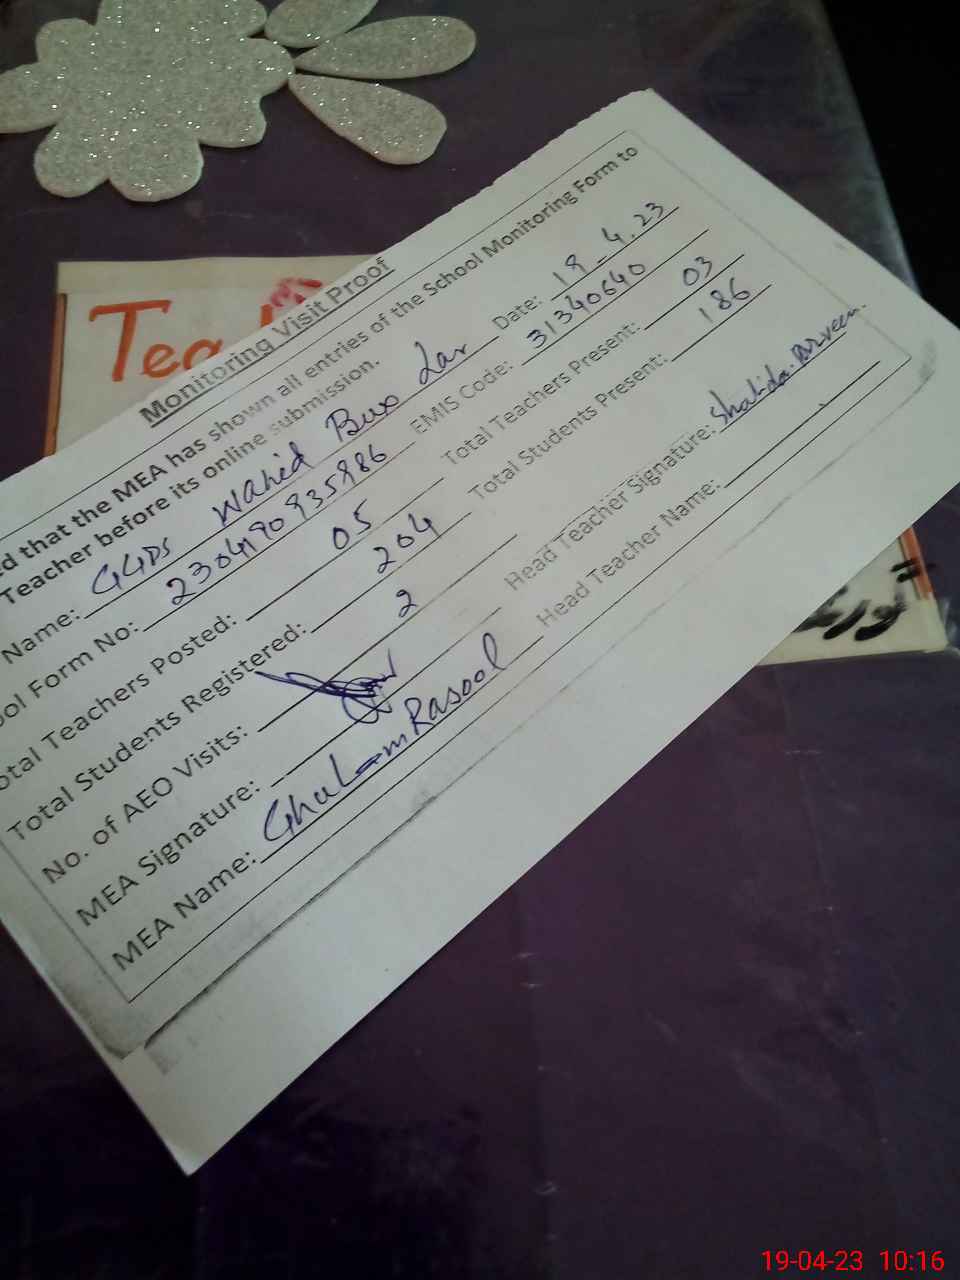 Tea
Monitoring Visit Proof
ed that the MEA has shown all entries of the School Monitoring Form to
Teacher before its online submission.
Name: GGPS Wahid Bux Lar Date: 19.4.23
ool Form No: EMIS Code: 31340640
otal Teachers Posted: 05 Total Teachers Present: 03
Total Students Registered: 204 Total Students Present: 186
No. of AEO Visits: 2
MEA Signature: Head Teacher Signature: Shahida Parveen
MEA Name: Ghulam Rasool Head Teacher Name:
19-04-23 10:16